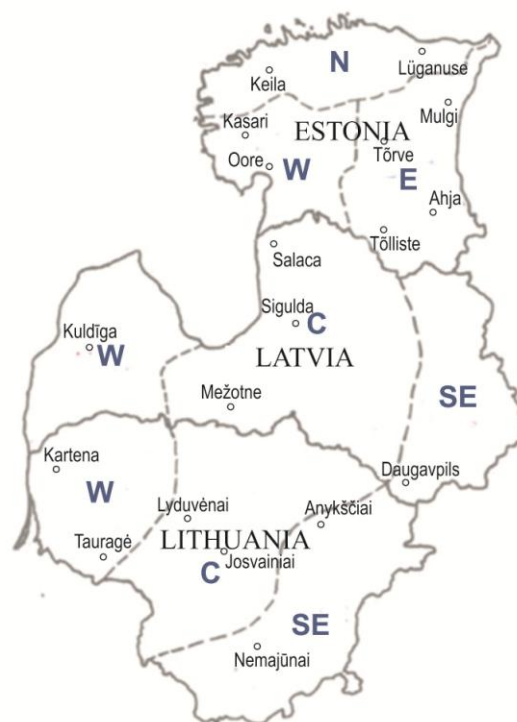 N
Lüganuse
Keila
Mulgi
Kasari
ESTONIA
Tõrve
Oore
W
E
Ahja
Tõlliste
Salaca
Sigulda
C
Kuldīga
W
LATVIA
Mežotne
SE
Kartena
W
Daugavpils
Lyduvėnai
Anykščiai
Tauragė
LITHUANIA
Josvainiai
C
SE
Nemajūnai